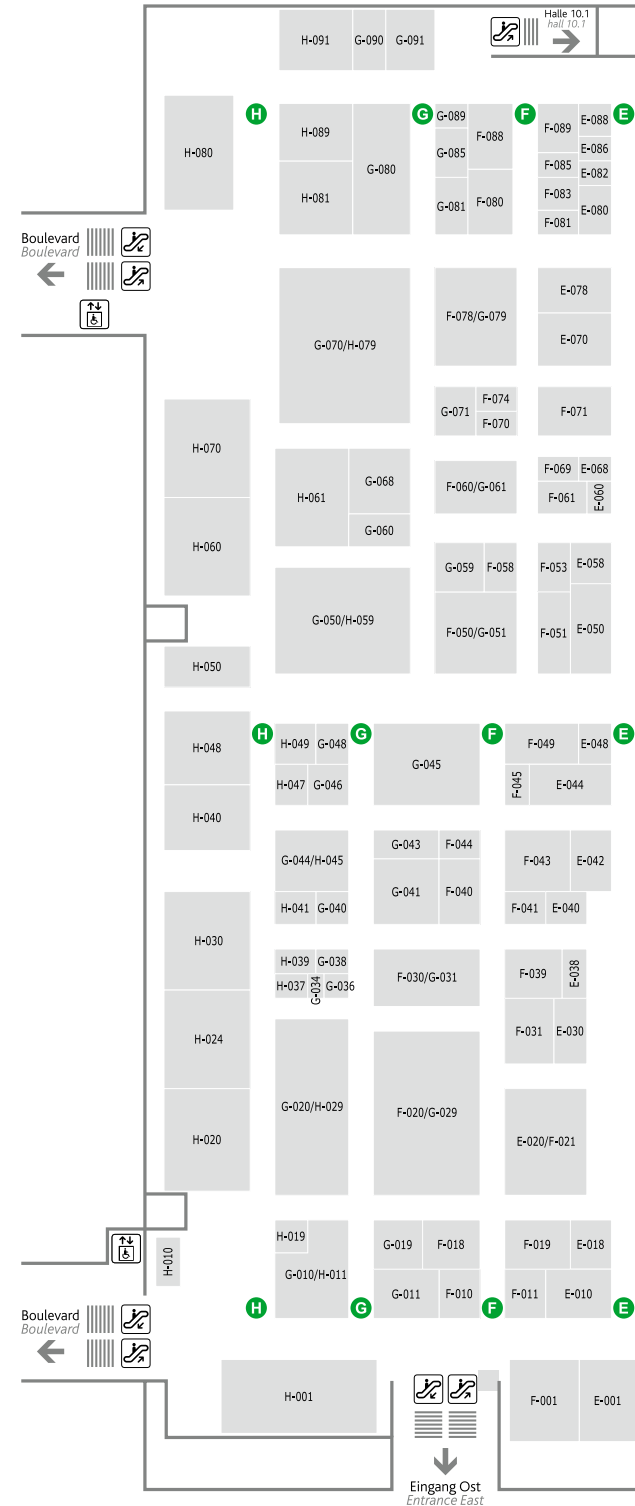 Halle 10.1
hall 10.1
H-091
G-090
G-091
H
G
F
E
H-080
H-089
H-081
G-080
G-089
G-085
G-081
F-088
F-080
F-089
F-085
F-083
F-081
E-088
E-086
E-082
E-080
Boulevard
Boulevard
G-070/H-079
F-078/G-079
E-078
E-070
G-071
F-074
F-070
F-071
H-070
H-060
H-061
G-068
G-060
F-060/G-061
F-069
E-068
F-061
E-060
G-050/H-059
G-059
F-058
F-050/G-051
F-053
E-058
F-051
E-050
H-050
H
G
F
E
H-048
H-040
H-049
G-048
H-047
G-046
G-045
F-049
E-048
F-045
E-044
G-044/H-045
H-041
G-040
G-043
F-044
G-041
F-040
F-043
E-042
F-041
E-040
H-030
H-024
H-020
H-039
G-038
H-037
G-034
G-036
F-030/G-031
F-039
E-038
F-031
E-030
G-020/H-029
F-020/G-029
E-020/F-021
H-010
H-019
G-010/H-011
G-019
F-018
G-011
F-010
F-019
E-018
F-011
E-010
H
G
F
E
Boulevard
Boulevard
H-001
F-001
E-001
Eingang Ost
Entrance East